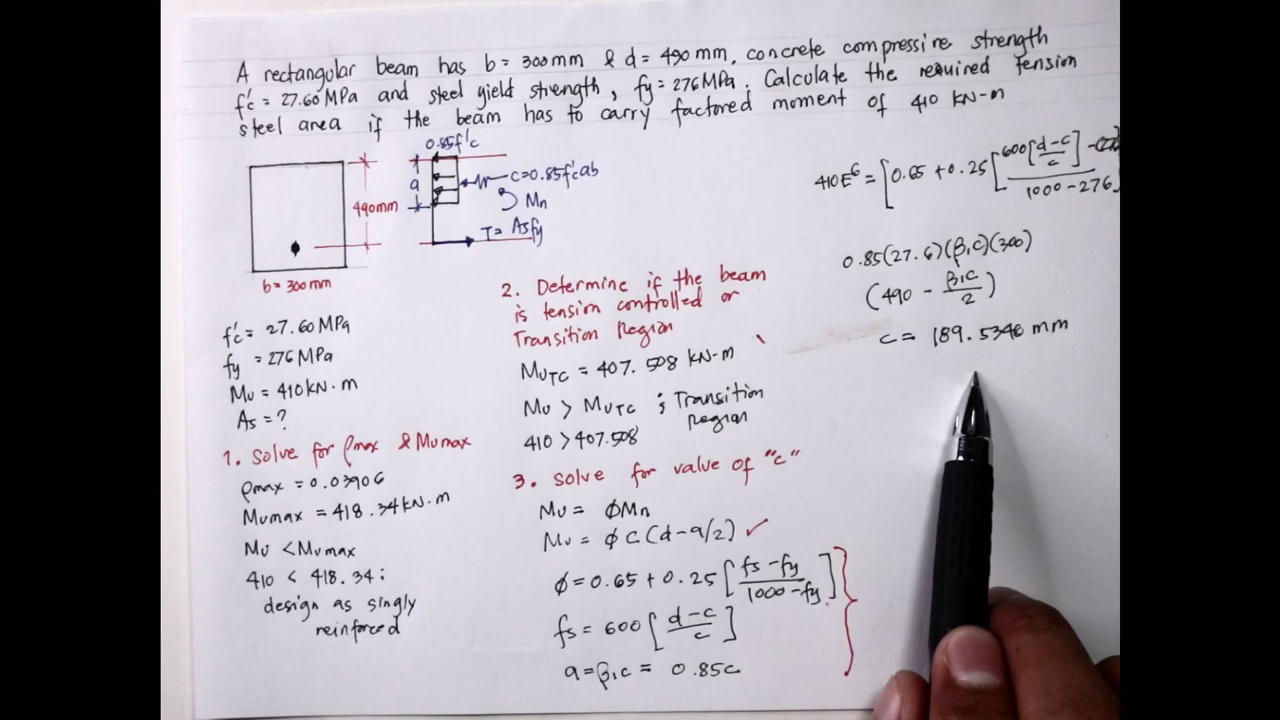 A rectangular beam has b = 300mm & d = 490 mm, concrete compressive strength
f'c = 27.60 MPa and steel yield strength, fy = 276 MPa. Calculate the required tension
steel area if the beam has to carry factored moment of 410 kN-m
0.85f'c
a
C=0.85f'cab
Mn
T= Asfy
490mm
b= 300mm
f'c = 27.60 MPa
fy = 276 MPa
Mu = 410 kN·m
As = ?
1. Solve for ρmax & Mumax
ρmax = 0.03906
Mumax = 418.34 kN·m
Mu < Mumax
410 < 418.34 :
design as singly
reinforced
2. Determine if the beam
is tension controlled or
Transition Region
MUTC = 407.508 kN-m
Mu > MUTC ; Transition
Region
410 > 407.508
3. Solve for value of "c"
Mu = ϕMn
Mu = ϕ C (d-a/2) ✓
ϕ = 0.65 + 0.25 [ fs - fy / 1000 - fy ]
fs = 600 [ d-c / c ]
a = β1c = 0.85c
410E6 = [ 0.65 + 0.25 [ 600 [ d-c / c ] - / 1000 - 276
0.85(27.6)(β1c)(300)
(490 - β1c / 2 )
c = 189.5346 mm